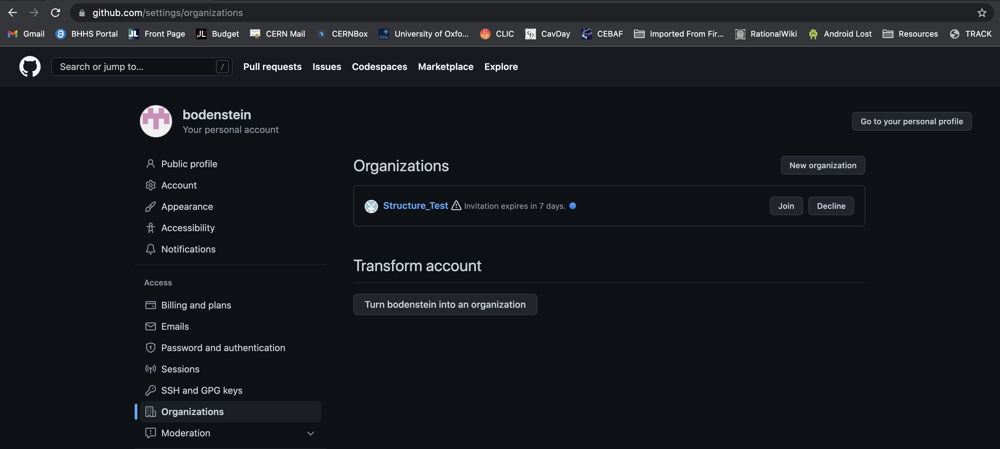 github.com/settings/organizations
Gmail BHHS Portal JL Front Page JL Budget CERN Mail CERNBox University of Oxfo... clc CLIC CD CavDay CEBAF Imported From Fir... RationalWiki Android Lost Resources TRACK
Search or jump to... / Pull requests Issues Codespaces Marketplace Explore
bodenstein
Your personal account
Go to your personal profile
Public profile
Account
Appearance
Accessibility
Notifications
Access
Billing and plans
Emails
Password and authentication
Sessions
SSH and GPG keys
Organizations
Moderation
Organizations
New organization
Structure_Test Invitation expires in 7 days. Join Decline
Transform account
Turn bodenstein into an organization